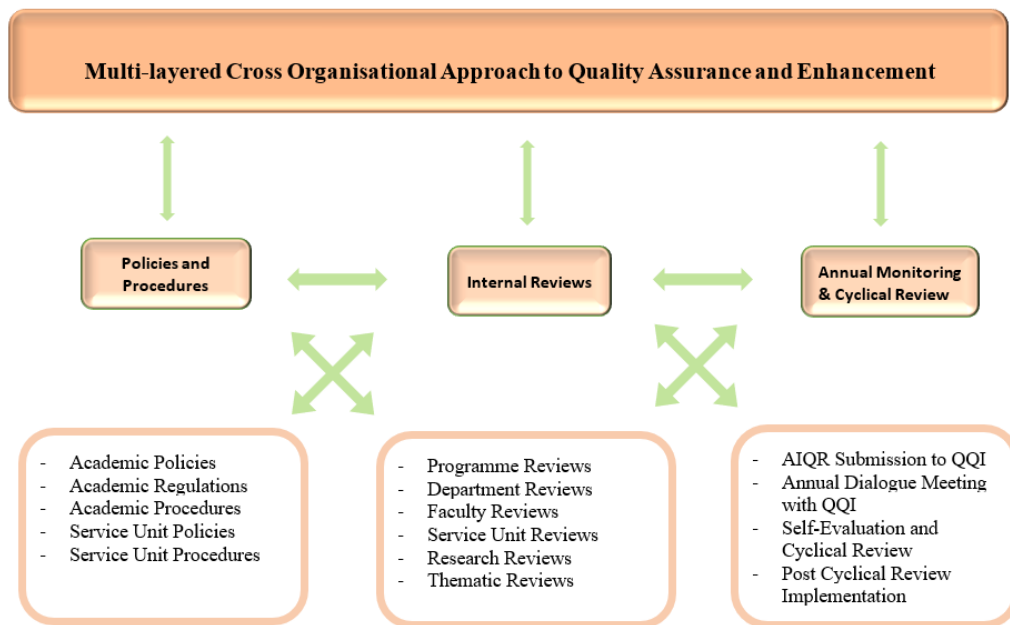 Multi-layered Cross Organisational Approach to Quality Assurance and Enhancement
Policies and
Procedures
Internal Reviews
Annual Monitoring
& Cyclical Review
- Academic Policies
- Academic Regulations
- Academic Procedures
- Service Unit Policies
- Service Unit Procedures
- Programme Reviews
- Department Reviews
- Faculty Reviews
- Service Unit Reviews
- Research Reviews
- Thematic Reviews
- AIQR Submission to QQI
- Annual Dialogue Meeting
with QQI
- Self-Evaluation and
Cyclical Review
- Post Cyclical Review
Implementation